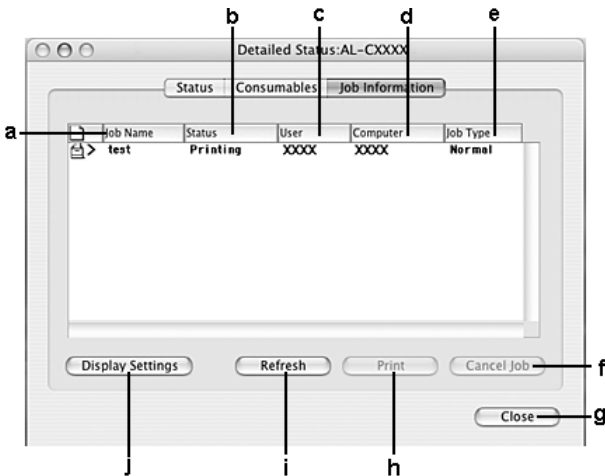 b c d e
Detailed Status:AL-CXXXX
Status Consumables Job Information
a Job Name Status User Computer Job Type
test Printing XXXX XXXX Normal
Display Settings Refresh Print Cancel Job f
Close g
j i h